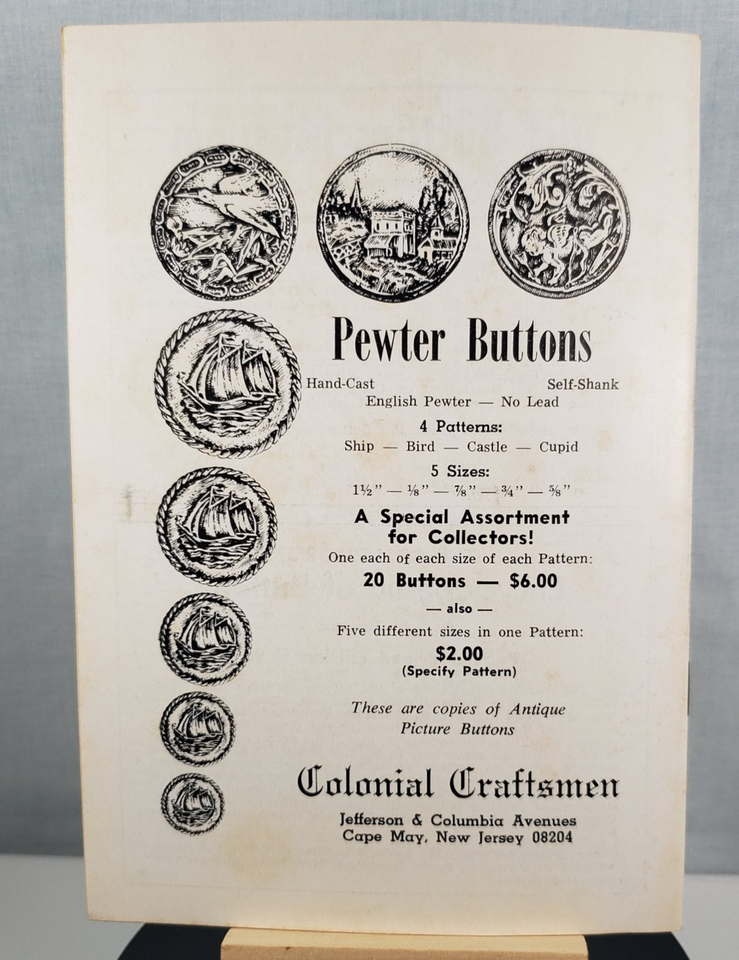 Pewter Buttons
Hand-Cast Self-Shank
English Pewter — No Lead
4 Patterns:
Ship — Bird — Castle — Cupid
5 Sizes:
1½" — ⅛" — ⅞" — ¾" — ⅝"
A Special Assortment
for Collectors!
One each of each size of each Pattern:
20 Buttons — $6.00
— also —
Five different sizes in one Pattern:
$2.00
(Specify Pattern)
These are copies of Antique
Picture Buttons
Colonial Craftsmen
Jefferson & Columbia Avenues
Cape May, New Jersey 08204